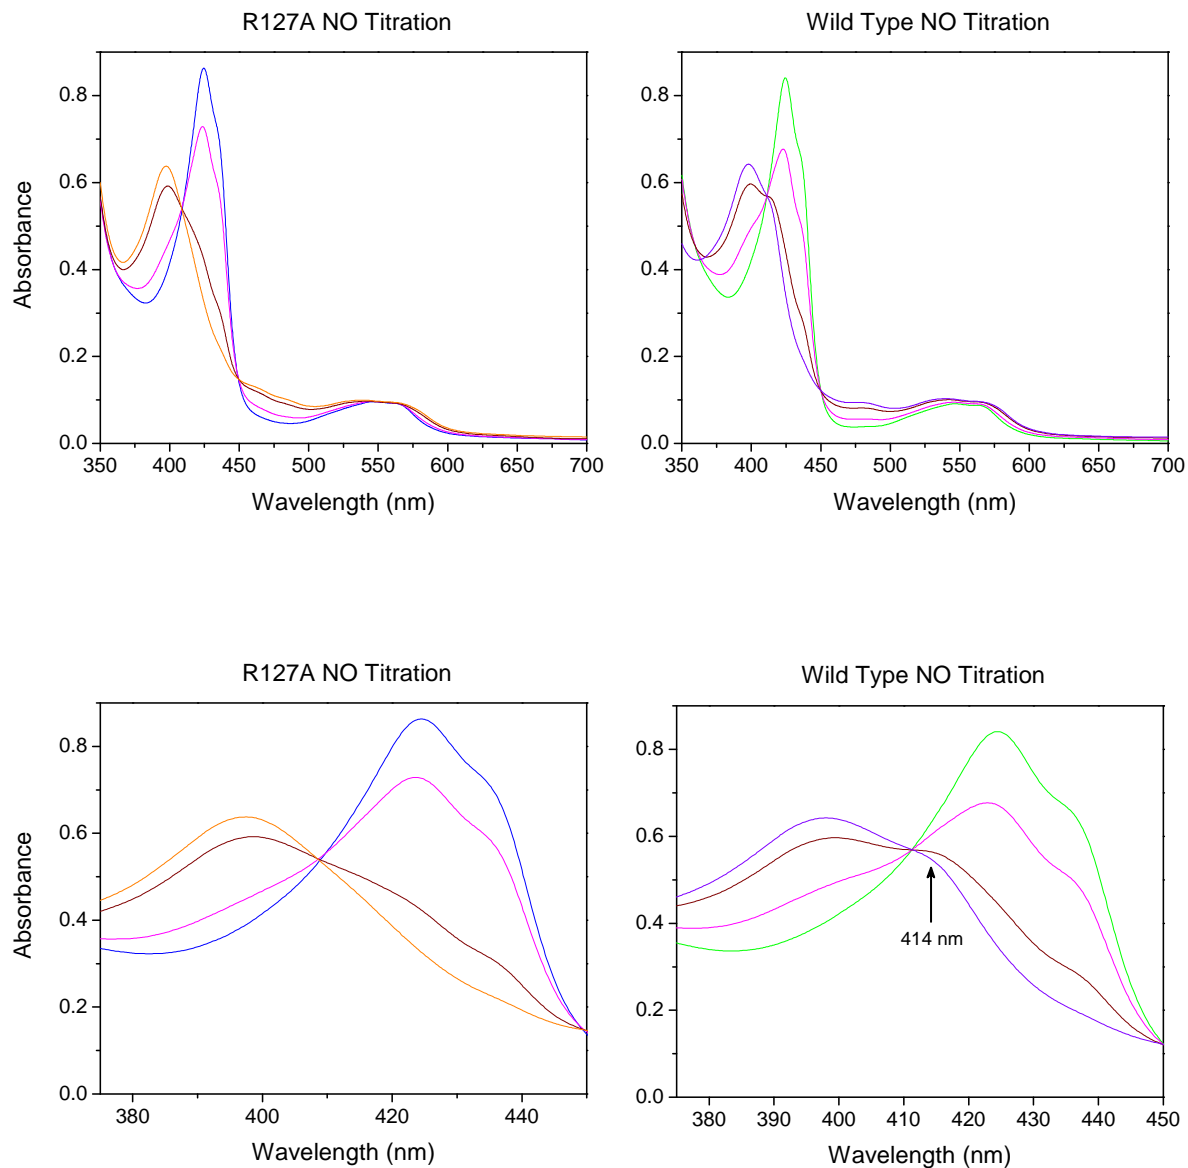 R127A NO Titration
Wild Type NO Titration
0.8
0.6
0.4
0.2
0.0
Absorbance
350 400 450 500 550 600 650 700
Wavelength (nm)
0.8
0.6
0.4
0.2
0.0
350 400 450 500 550 600 650 700
Wavelength (nm)
R127A NO Titration
Wild Type NO Titration
0.8
0.6
0.4
0.2
0.0
Absorbance
380 400 420 440
Wavelength (nm)
0.8
0.6
0.4
0.2
0.0
414 nm
380 390 400 410 420 430 440 450
Wavelength (nm)